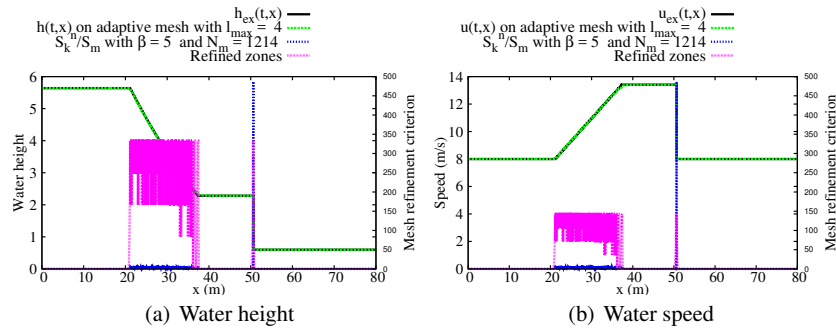 h_ex(t,x)
h(t,x) on adaptive mesh with l_max = 4
S_k^n/S_m with β = 5 and N_m = 1214
Refined zones
6
5
4
3
2
1
0
Water height
500
450
400
350
300
250
200
150
100
50
0
Mesh refinement criterion
0 10 20 30 40 50 60 70 80
x (m)
(a) Water height
u_ex(t,x)
u(t,x) on adaptive mesh with l_max = 4
S_k^n/S_m with β = 5 and N_m = 1214
Refined zones
14
12
10
8
6
4
2
0
Speed (m/s)
500
450
400
350
300
250
200
150
100
50
0
Mesh refinement criterion
0 10 20 30 40 50 60 70 80
x (m)
(b) Water speed